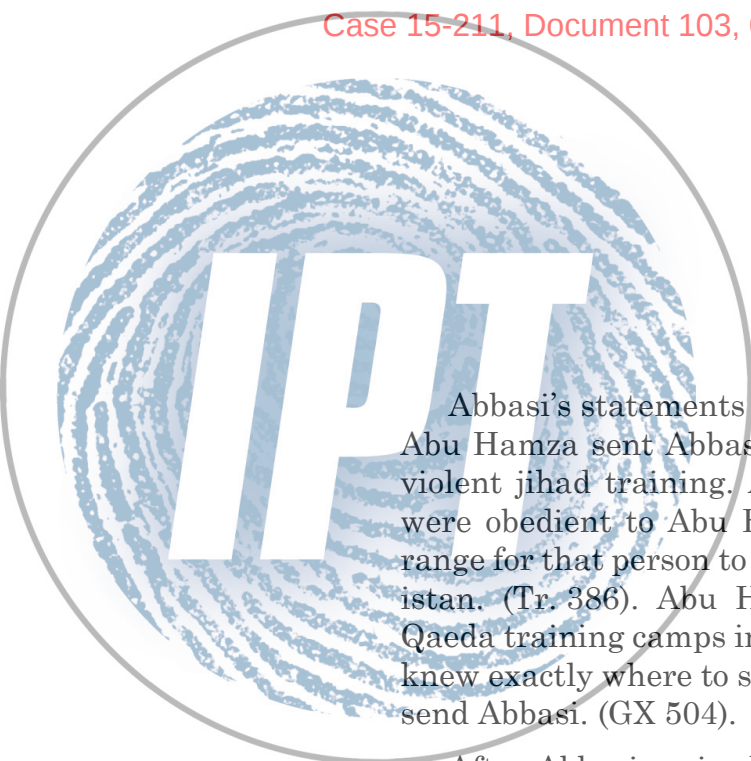 Case 15-211, Document 103,
IPT
Abbasi’s statements
Abu Hamza sent Abbas
violent jihad training.
were obedient to Abu
range for that person to
istan. (Tr. 386). Abu H
Qaeda training camps in
knew exactly where to s
send Abbasi. (GX 504).